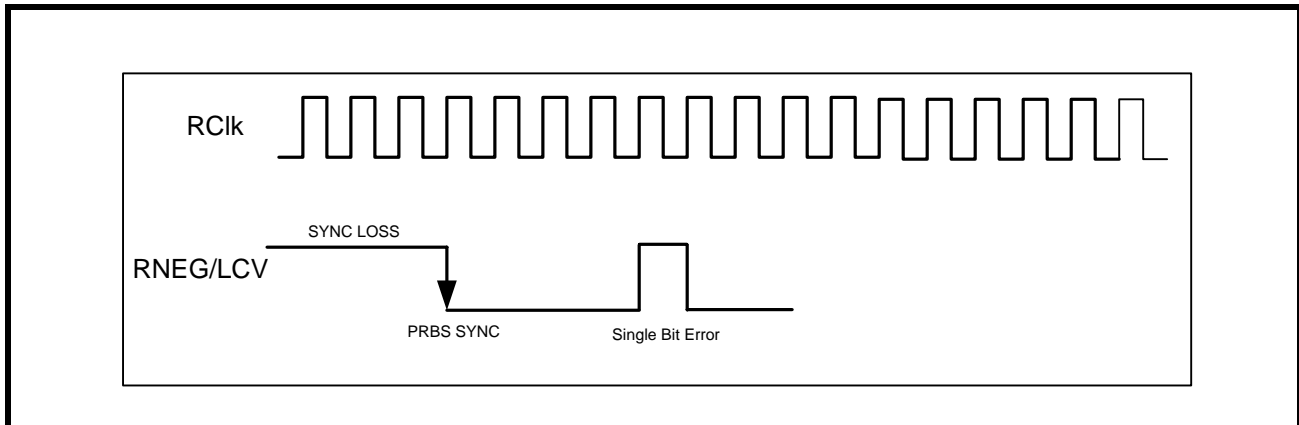 RClk
SYNC LOSS
RNEG/LCV
PRBS SYNC
Single Bit Error